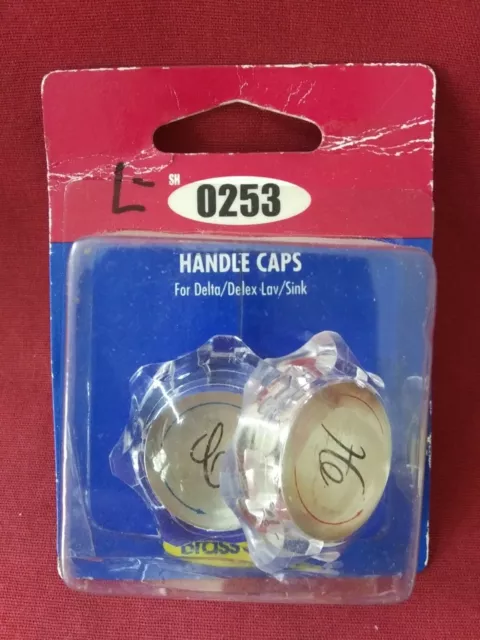 L-
SH 0253
HANDLE CAPS
For Delta/Delex Lav/Sink
C
H
Brass